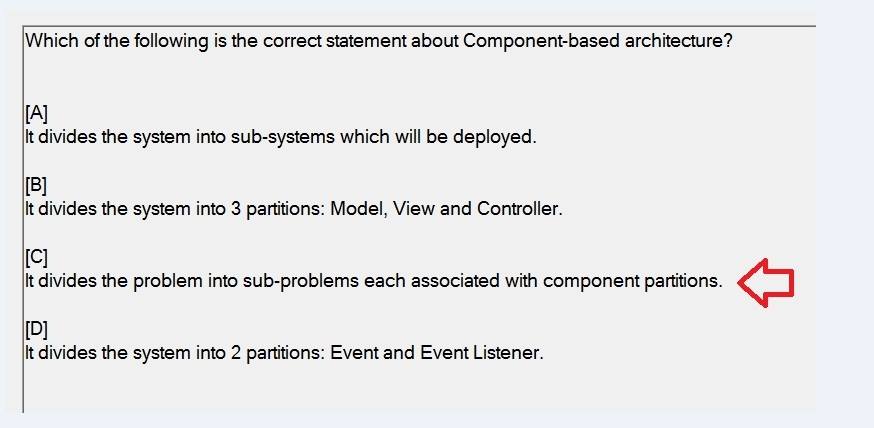 Which of the following is the correct statement about Component-based architecture?
[A]
It divides the system into sub-systems which will be deployed.
[B]
It divides the system into 3 partitions: Model, View and Controller.
[C]
It divides the problem into sub-problems each associated with component partitions.
[D]
It divides the system into 2 partitions: Event and Event Listener.